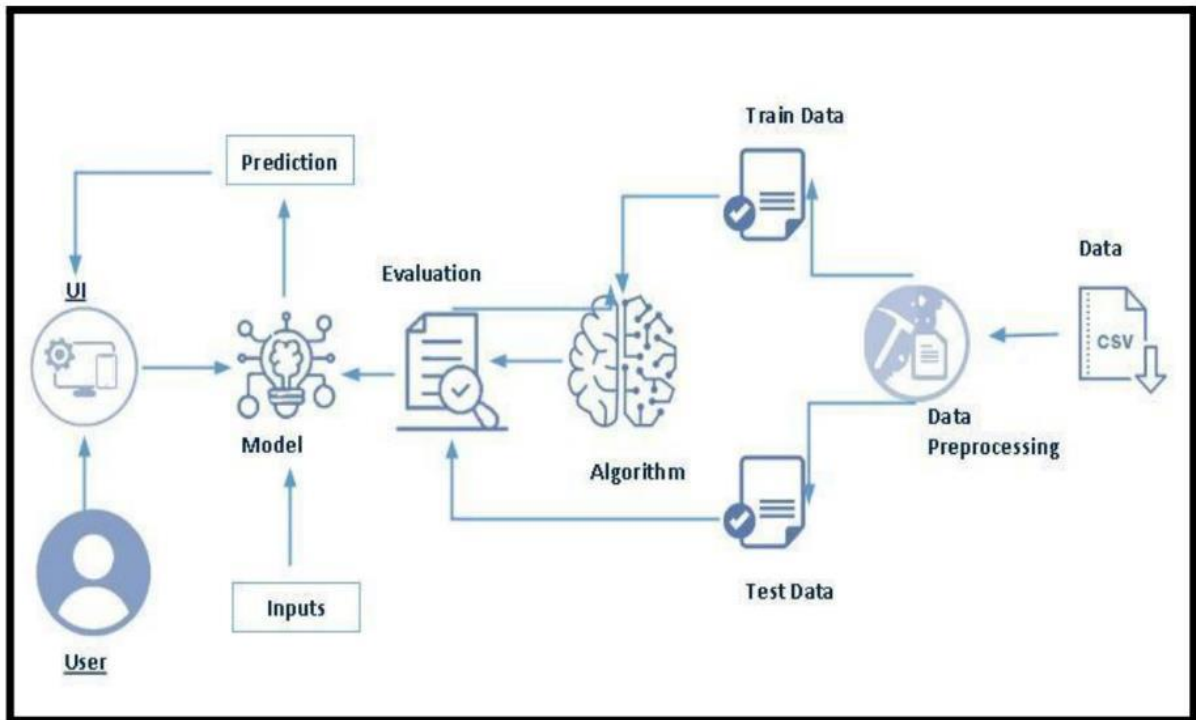 Train Data
Prediction
Data
Evaluation
UI
CSV
Data
Preprocessing
Model
Algorithm
Test Data
Inputs
User